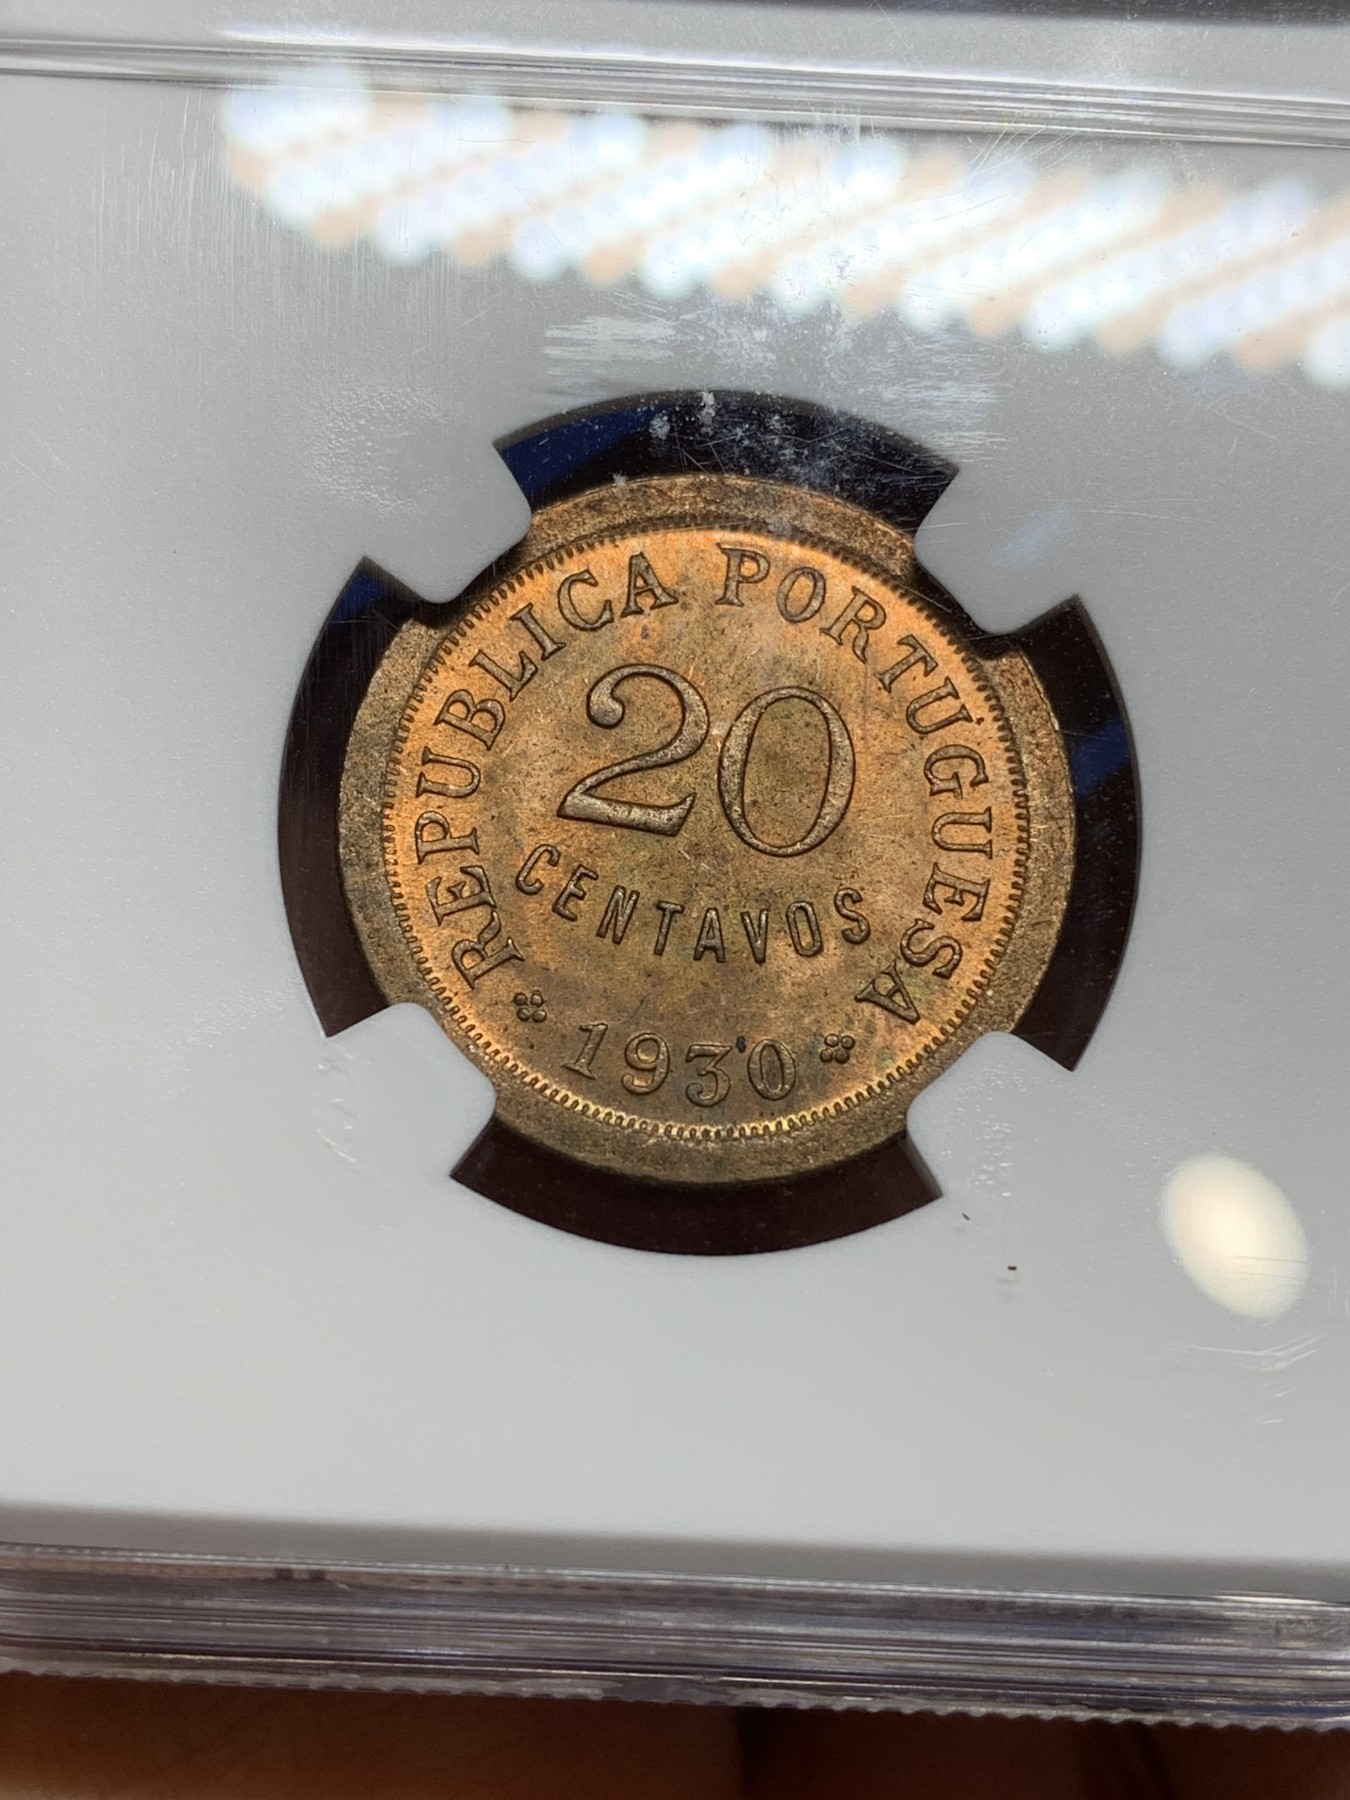 REPUBLICA PORTUGUESA
20
CENTAVOS
1930